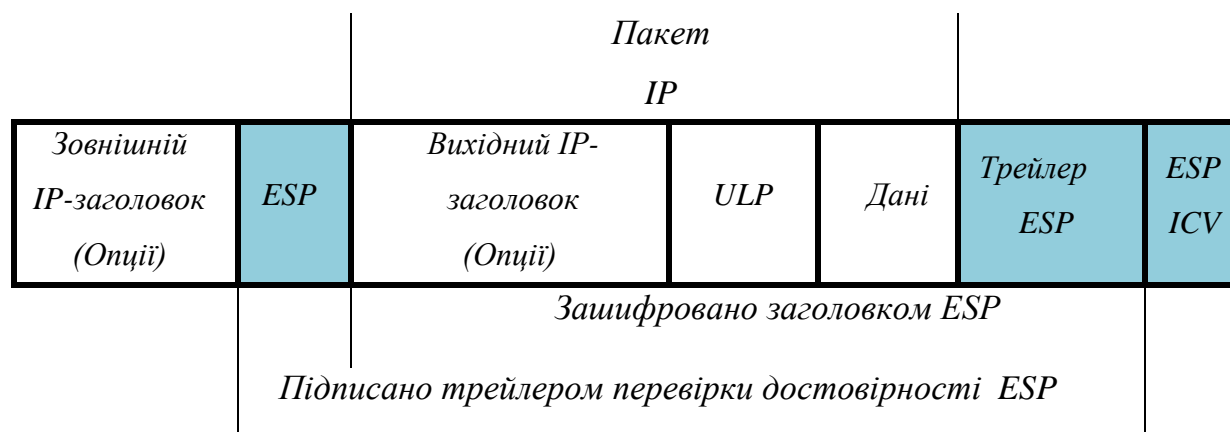 Пакет
IP
Зовнішній
IP-заголовок
(Опції)
ESP
Вихідний IP-
заголовок
(Опції)
ULP
Дані
Трейлер
ESP
ESP
ICV
Зашифровано заголовком ESP
Підписано трейлером перевірки достовірності ESP